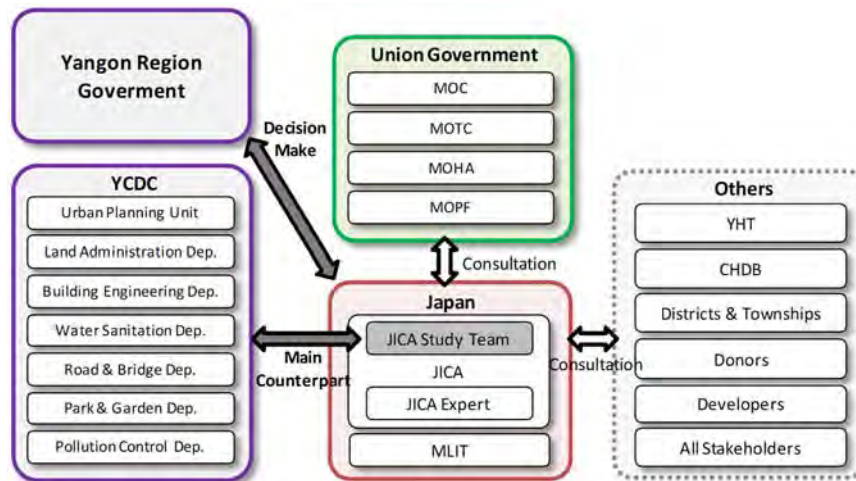 Yangon Region
Goverment
Union Government
MOC
MOTC
MOHA
MOPF
Decision
Make
YCDC
Urban Planning Unit
Land Administration Dep.
Building Engineering Dep.
Water Sanitation Dep.
Road & Bridge Dep.
Park & Garden Dep.
Pollution Control Dep.
Main
Counterpart
Consultation
Japan
JICA Study Team
JICA
JICA Expert
MLIT
Consultation
Others
YHT
CHDB
Districts & Townships
Donors
Developers
All Stakeholders